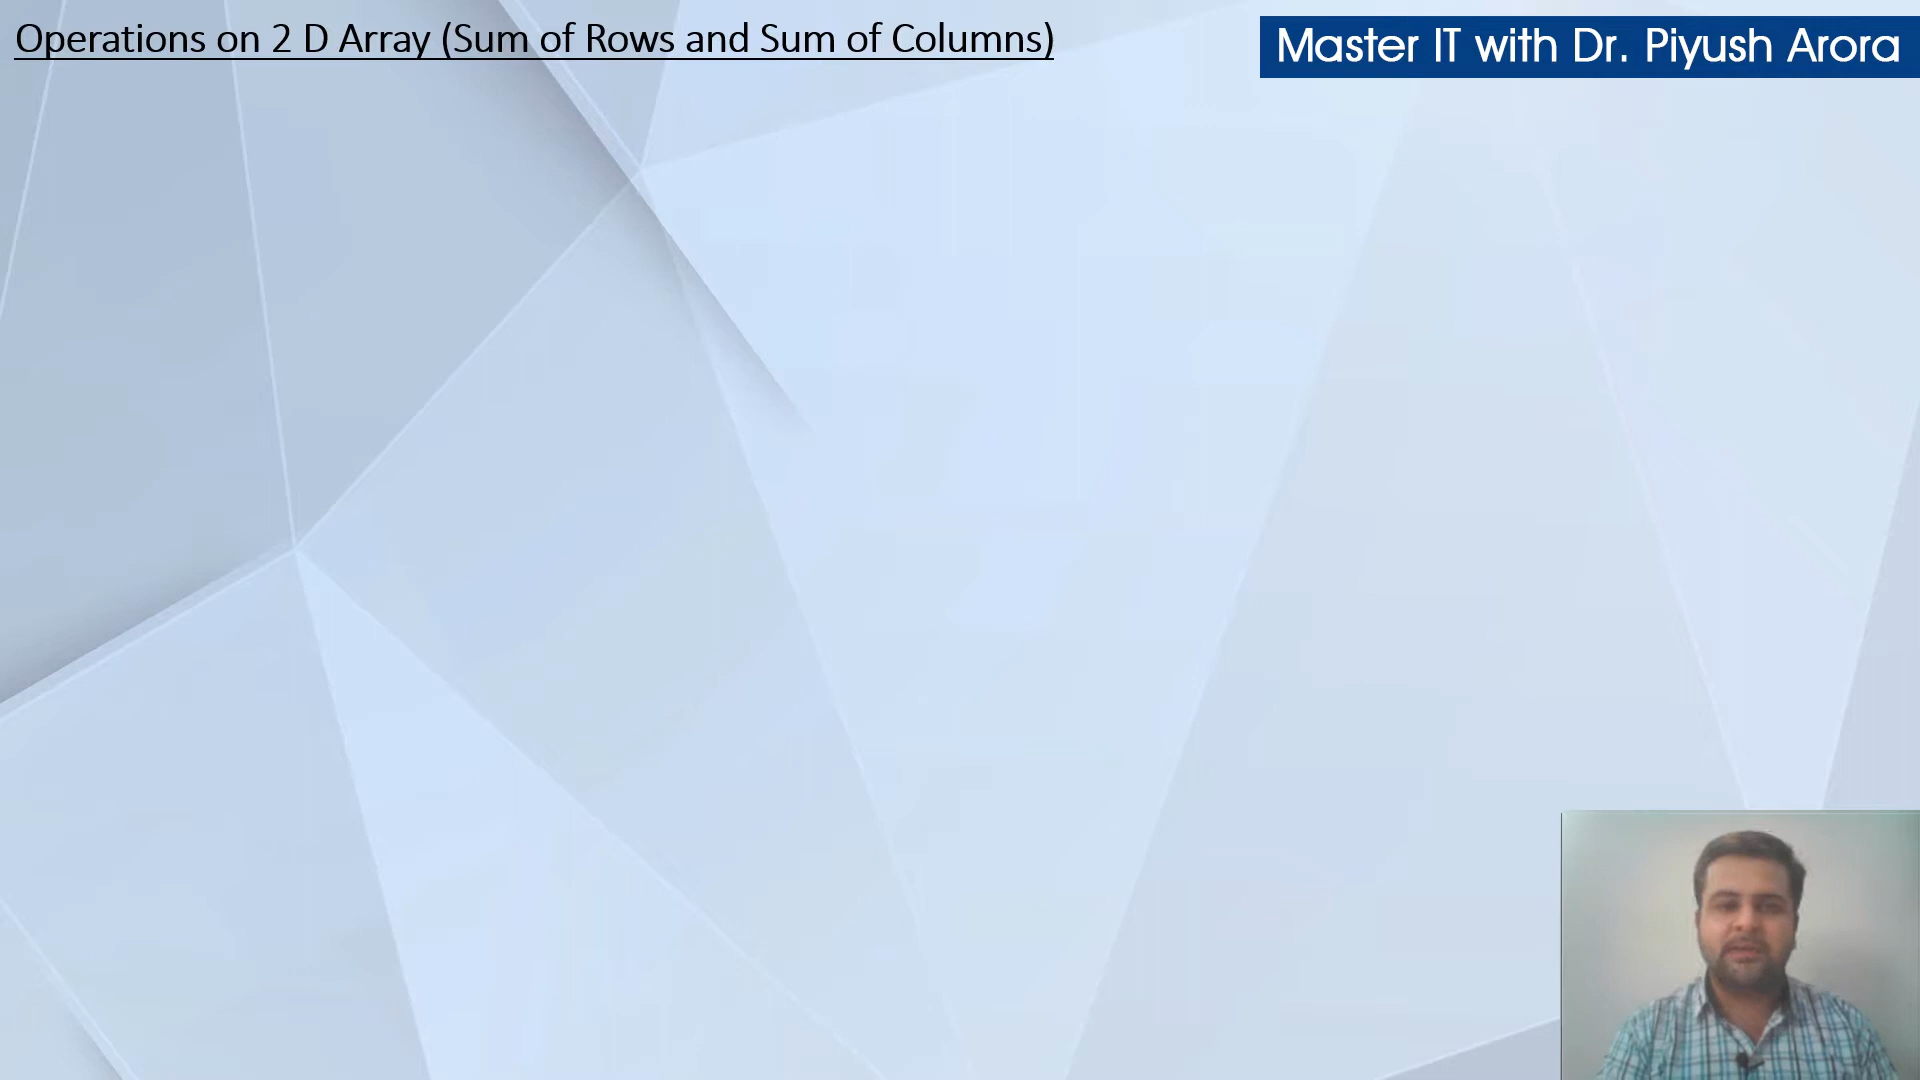 Operations on 2 D Array (Sum of Rows and Sum of Columns)
Master IT with Dr. Piyush Arora